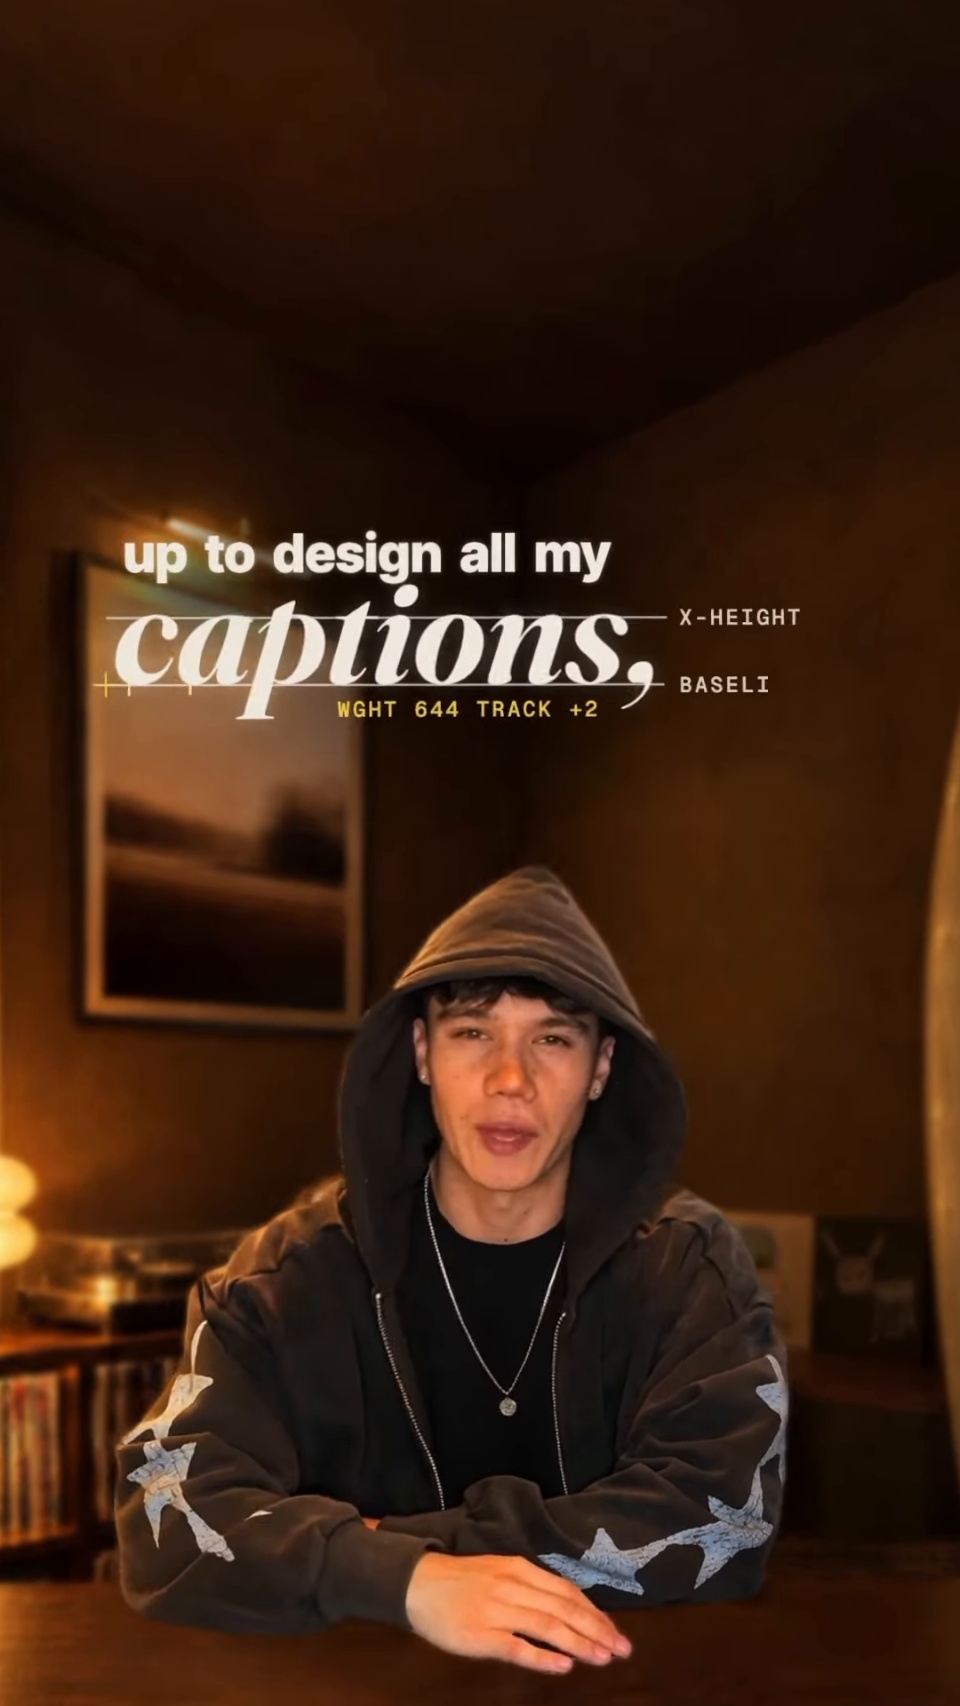 up to design all my
captions,
X-HEIGHT
BASELI
WGHT 644 TRACK +2